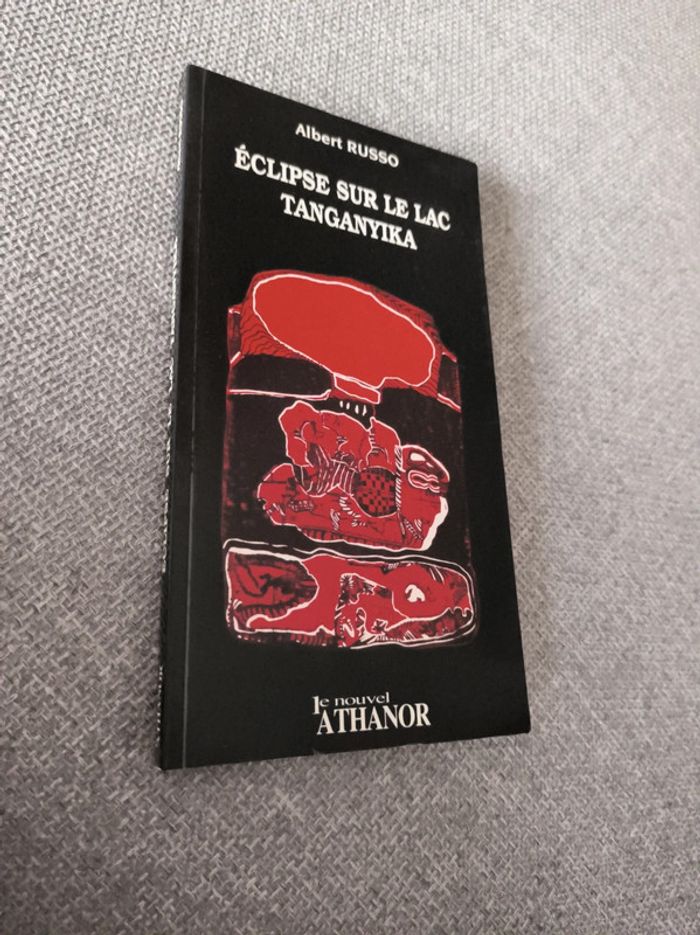 Albert RUSSO
ÉCLIPSE SUR LE LAC
TANGANYIKA
le nouvel
ATHANOR